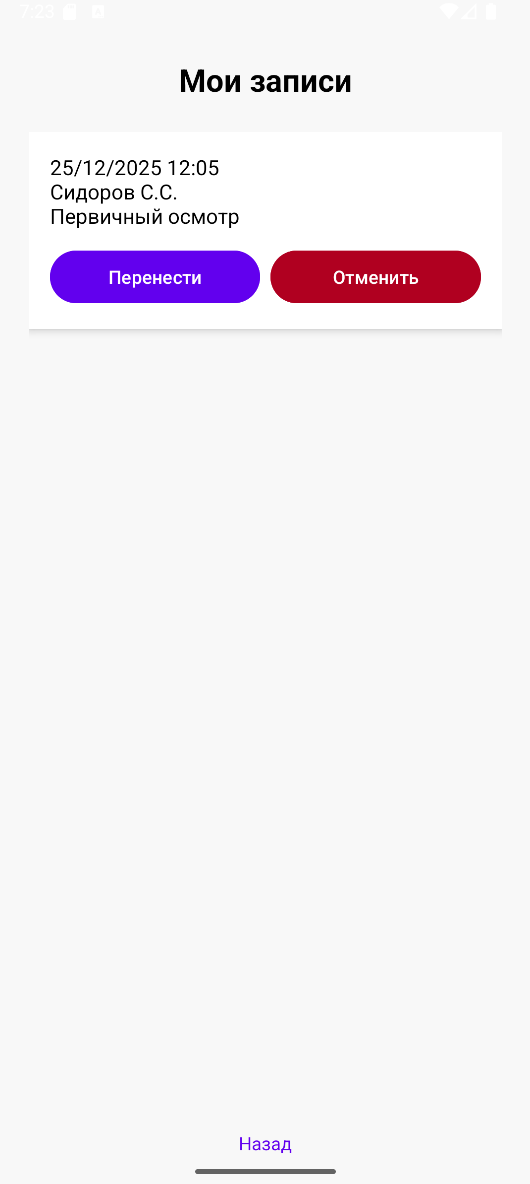 7:23
Мои записи
25/12/2025 12:05
Сидоров С.С.
Первичный осмотр
Перенести
Отменить
Назад